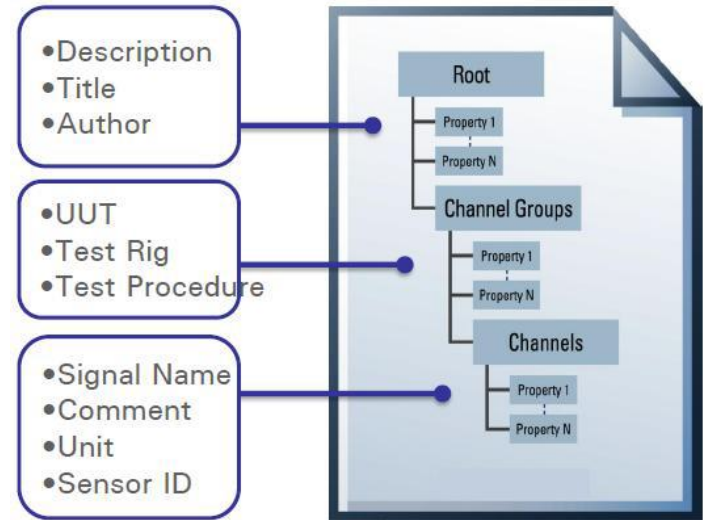 •Description
•Title
•Author
•UUT
•Test Rig
•Test Procedure
•Signal Name
•Comment
•Unit
•Sensor ID
Root
Property 1
Property N
Channel Groups
Property 1
Property N
Channels
Property 1
Property N